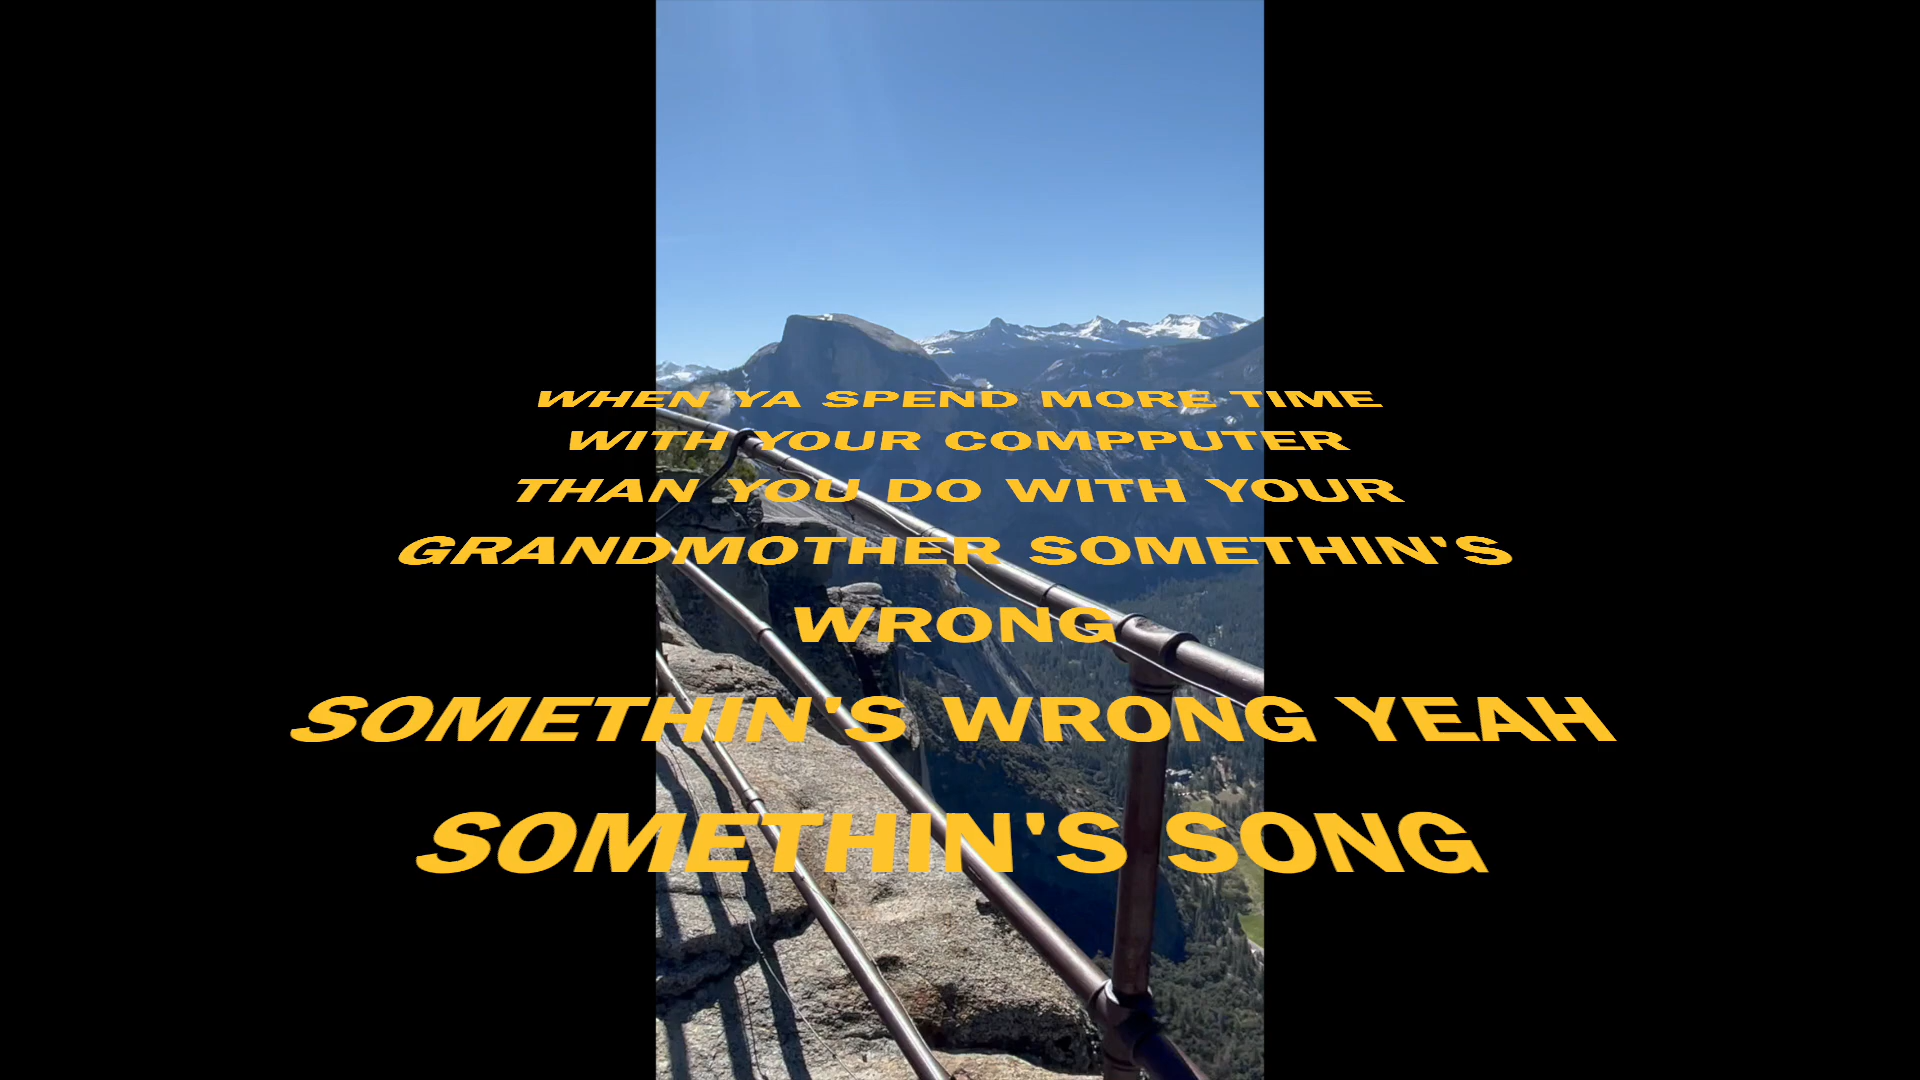 WHEN YA SPEND MORE TIME
WITH YOUR COMPPUTER
THAN YOU DO WITH YOUR
GRANDMOTHER SOMETHIN'S
WRONG
SOMETHIN'S WRONG YEAH
SOMETHIN'S SONG